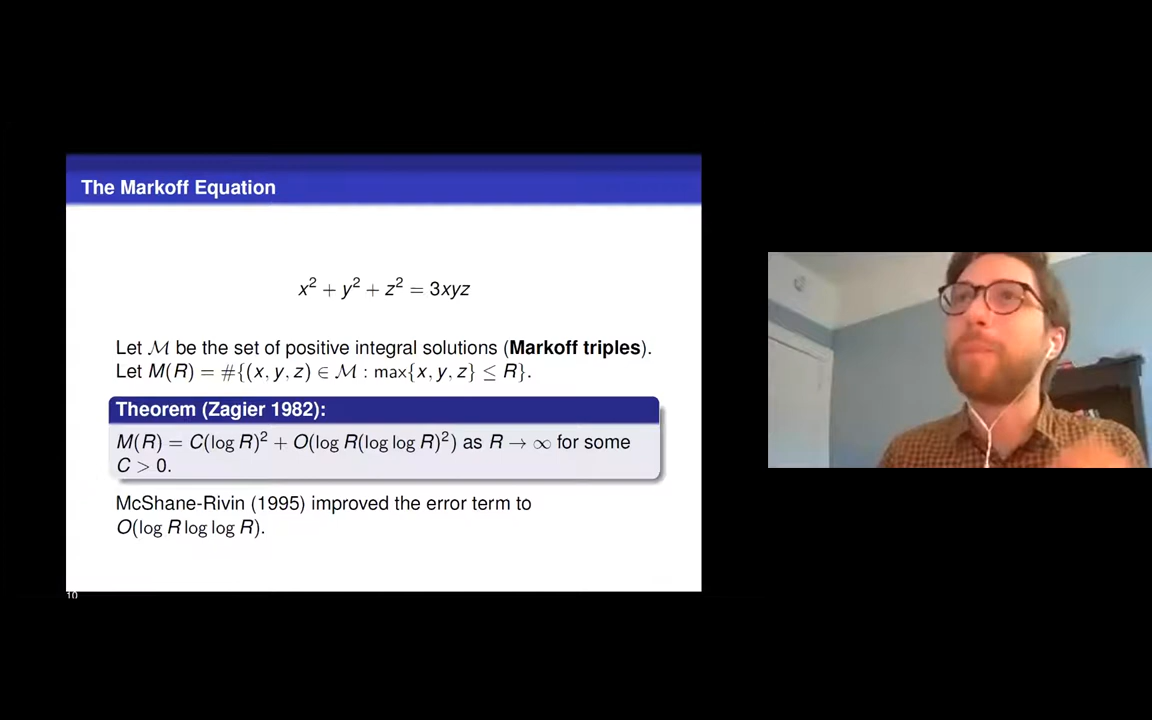 The Markoff Equation
x² + y² + z² = 3xyz
Let ℳ be the set of positive integral solutions (Markoff triples).
Let M(R) = #{(x, y, z) ∈ ℳ : max{x, y, z} ≤ R}.
Theorem (Zagier 1982):
M(R) = C(log R)² + O(log R(log log R)²) as R → ∞ for some
C > 0.
McShane-Rivin (1995) improved the error term to
O(log R log log R).
10